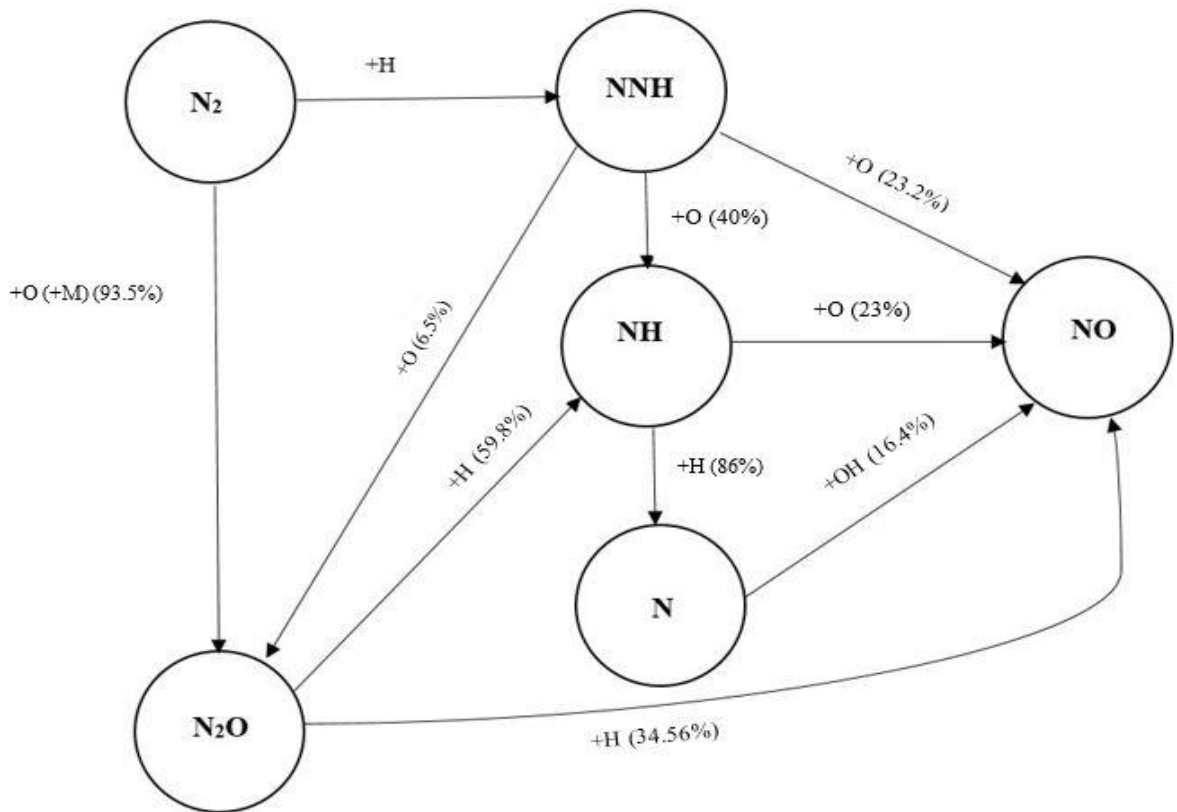 N₂
+H
NNH
+O (23.2%)
+O (40%)
+O (+M) (93.5%)
+O (6.5%)
NH
+O (23%)
NO
+H (59.8%)
+H (86%)
+OH (16.4%)
N
N₂O
+H (34.56%)